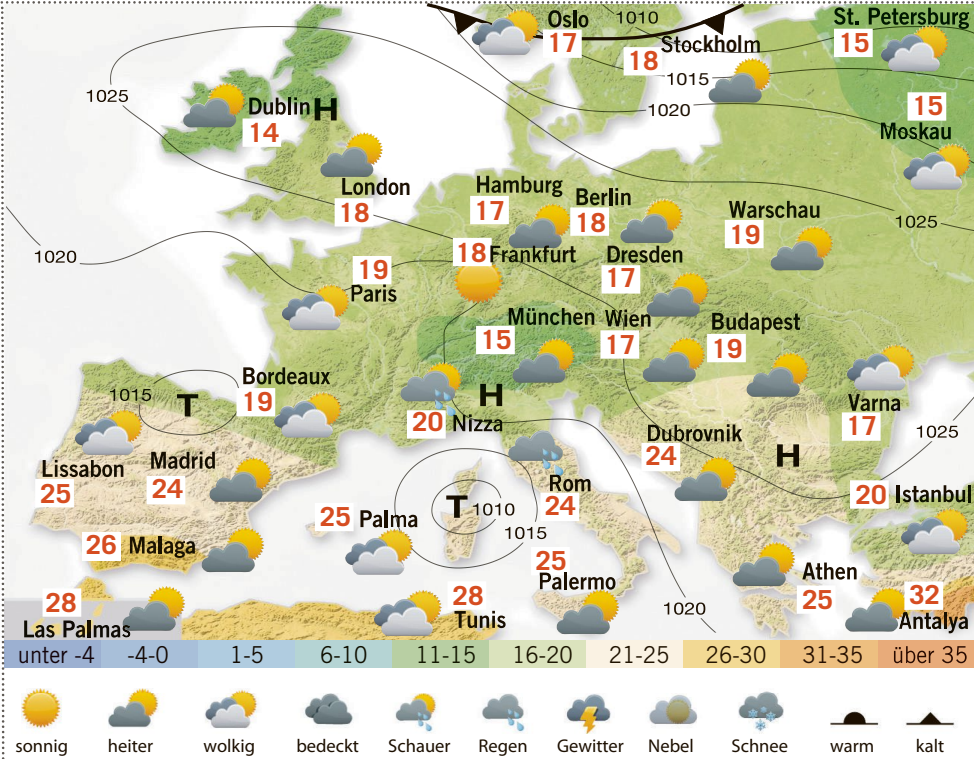 1010
Oslo
17
Stockholm
18
1015
St. Petersburg
15
1025
1020
Dublin
14
H
15
Moskau
London
18
Hamburg
17
Berlin
18
Warschau
19
1025
1020
19
Paris
18 Frankfurt
Dresden
17
München
15
Wien
17
Budapest
19
1015
T
Bordeaux
19
H
20
Nizza
Varna
17
1025
Lissabon
25
Madrid
24
Dubrovnik
24
H
Rom
24
25 Palma
T
1010
1015
20 Istanbul
26 Malaga
25
Palermo
Athen
25
28
Las Palmas
28
Tunis
1020
32
Antalya
unter -4 -4-0 1-5 6-10 11-15 16-20 21-25 26-30 31-35 über 35
sonnig heiter wolkig bedeckt Schauer Regen Gewitter Nebel Schnee warm kalt